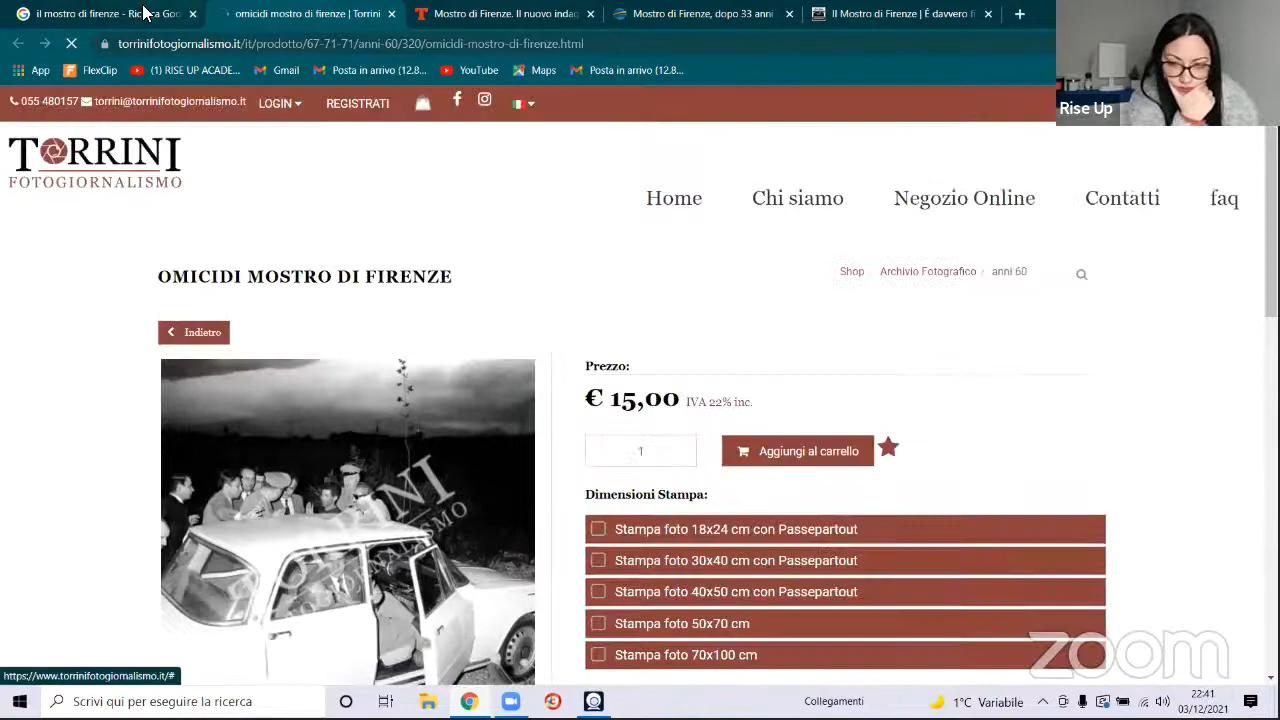 il mostro di firenze - Ricerca Goo
omicidi mostro di firenze | Torrini
Mostro di Firenze. Il nuovo indag
Mostro di Firenze, dopo 33 anni
Il Mostro di Firenze | É davvero fi
torrinifotogiornalismo.it/it/prodotto/67-71-71/anni-60/320/omicidi-mostro-di-firenze.html
App
FlexClip
(1) RISE UP ACADE...
Gmail
Posta in arrivo (12.8...
YouTube
Maps
Posta in arrivo (12.8...
Rise Up
055 480157 torrini@torrinifotogiornalismo.it
LOGIN
REGISTRATI
TORRINI
FOTOGIORNALISMO
Home
Chi siamo
Negozio Online
Contatti
faq
OMICIDI MOSTRO DI FIRENZE
Shop
Archivio Fotografico / anni 60
Indietro
TORRINI
FOTOGIORNALISMO
Prezzo:
€ 15,00 IVA 22% inc.
1
Aggiungi al carrello
Dimensioni Stampa:
Stampa foto 18x24 cm con Passepartout
Stampa foto 30x40 cm con Passepartout
Stampa foto 40x50 cm con Passepartout
Stampa foto 50x70 cm
Stampa foto 70x100 cm
zoom
https://www.torrinifotogiornalismo.it/#
Scrivi qui per eseguire la ricerca
Collegamenti
1°C Variabile
22:41
03/12/2021